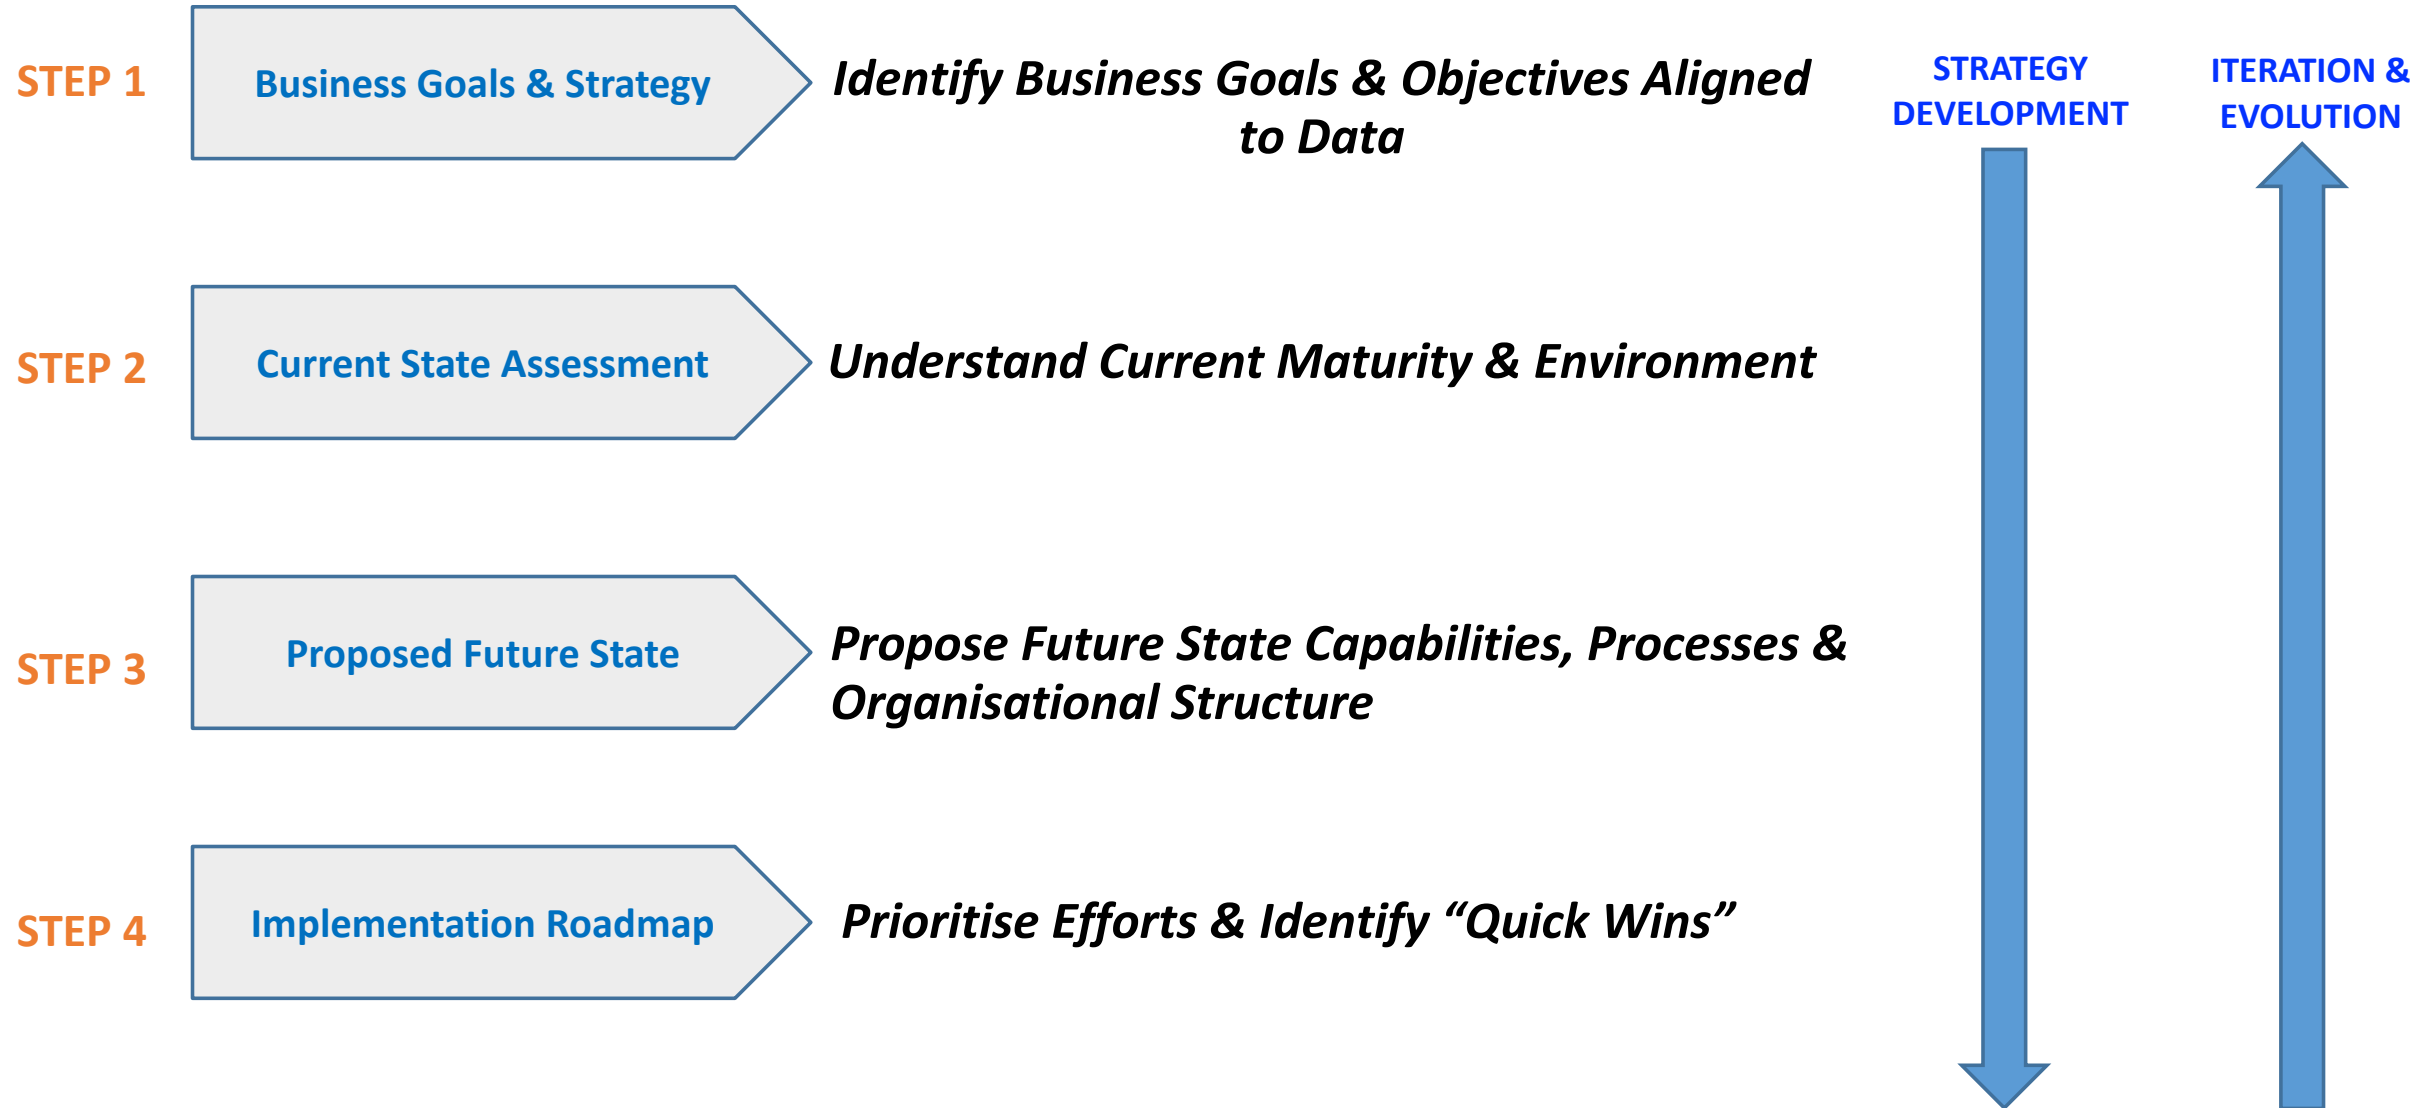 STEP 1
Business Goals & Strategy
Identify Business Goals & Objectives Aligned
to Data
STRATEGY
DEVELOPMENT
ITERATION &
EVOLUTION
STEP 2
Current State Assessment
Understand Current Maturity & Environment
STEP 3
Proposed Future State
Propose Future State Capabilities, Processes &
Organisational Structure
STEP 4
Implementation Roadmap
Prioritise Efforts & Identify “Quick Wins”